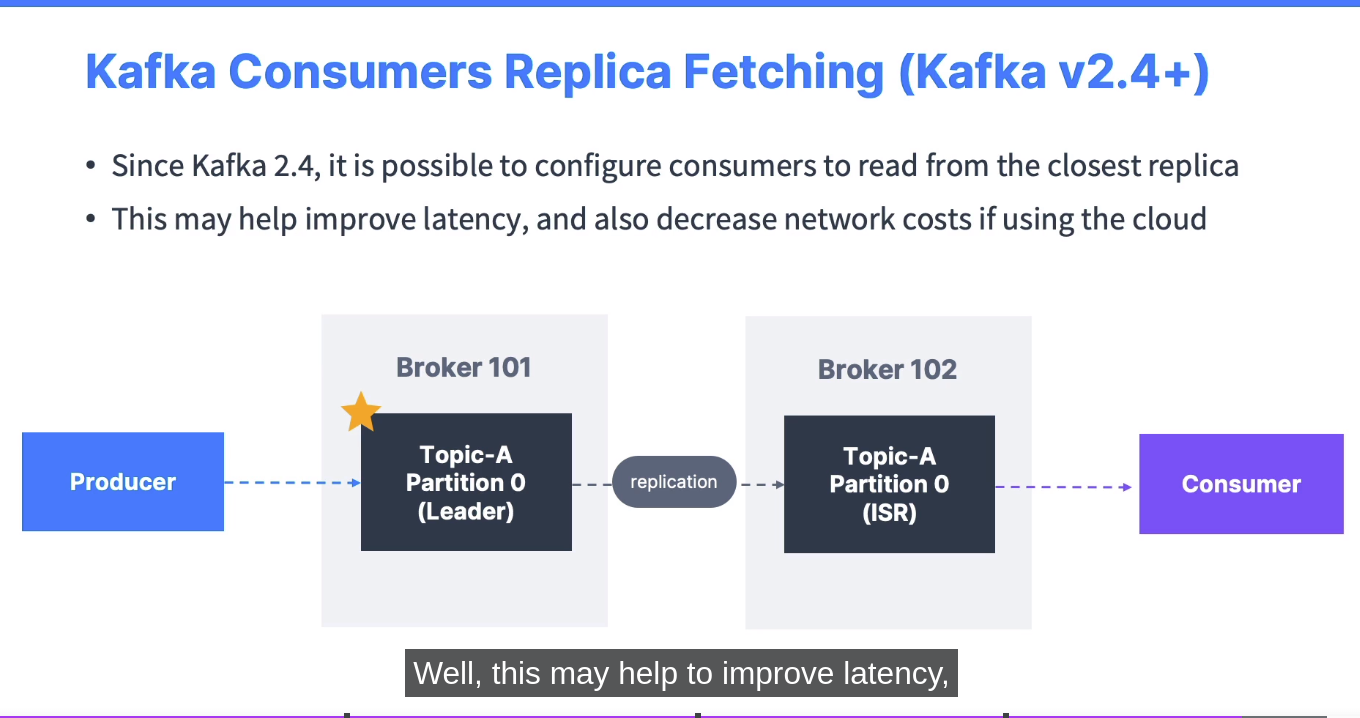 Kafka Consumers Replica Fetching (Kafka v2.4+)
• Since Kafka 2.4, it is possible to configure consumers to read from the closest replica
• This may help improve latency, and also decrease network costs if using the cloud
Broker 101
Broker 102
Producer
Topic-A
Partition 0
(Leader)
replication
Topic-A
Partition 0
(ISR)
Consumer
Well, this may help to improve latency,